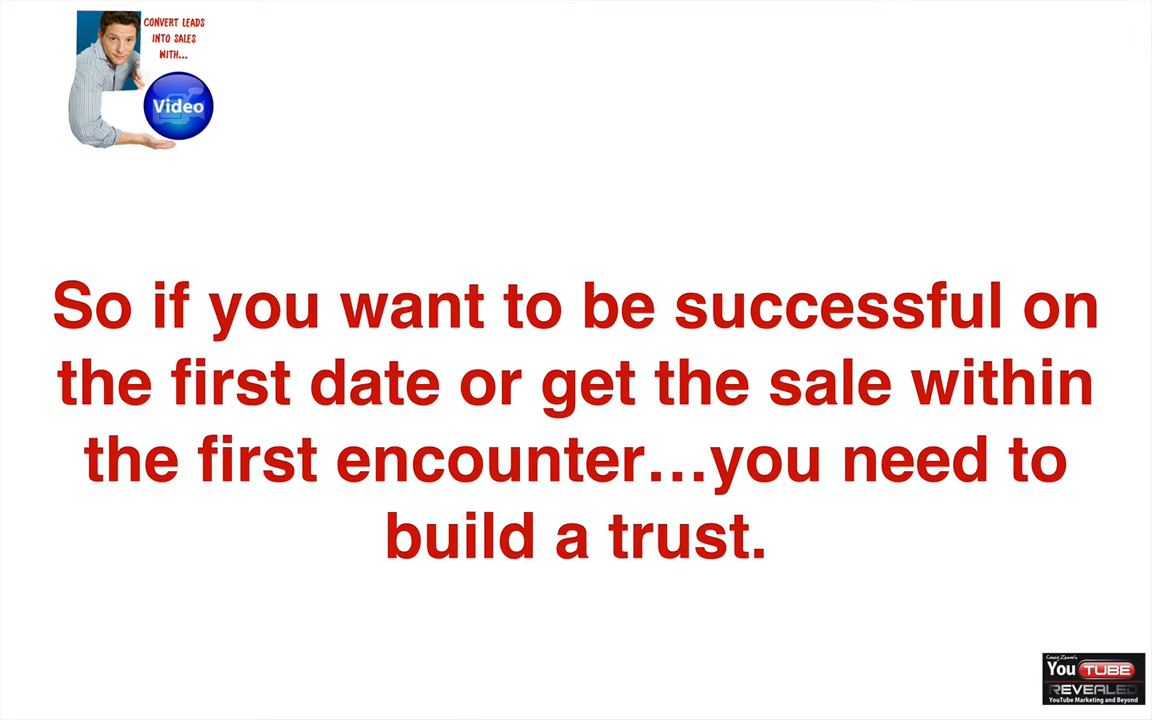 CONVERT LEADS
INTO SALES
WITH...
Video
So if you want to be successful on
the first date or get the sale within
the first encounter…you need to
build a trust.
You TUBE
REVEALED
YouTube Marketing and Beyond